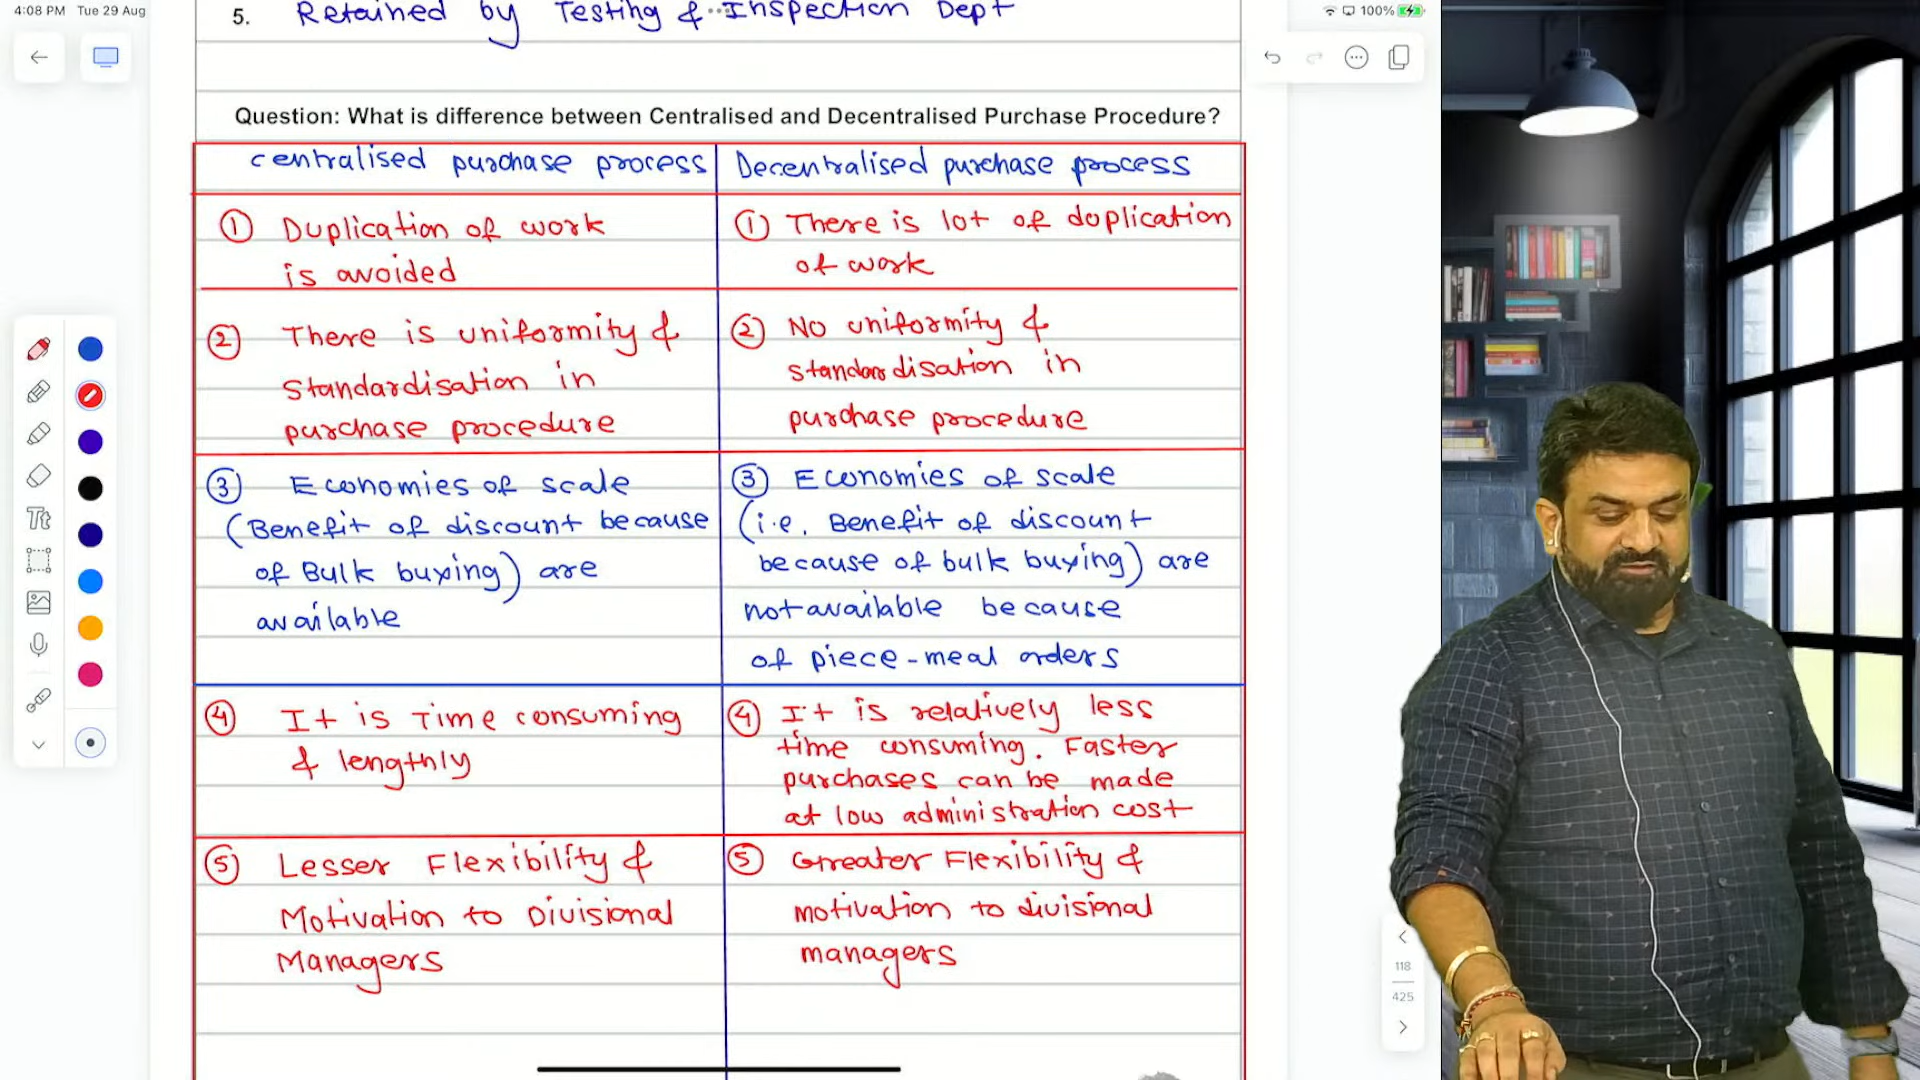 4:08 PM Tue 29 Aug
100%
5. Retained by Testing & Inspection Dept
Question: What is difference between Centralised and Decentralised Purchase Procedure?
centralised purchase process
Decentralised purchase process
① Duplication of work
is avoided
① There is lot of duplication
of work
② There is uniformity &
standardisation in
purchase procedure
② No uniformity &
standardisation in
purchase procedure
③ Economies of scale
(Benefit of discount because
of Bulk buying) are
available
③ Economies of scale
(i.e. Benefit of discount
because of bulk buying) are
not available because
of piece-meal orders
④ It is Time consuming
& lengthly
④ It is relatively less
time consuming. Faster
purchases can be made
at low administration cost
⑤ Lesser Flexibility &
Motivation to Divisional
Managers
⑤ Greater Flexibility &
motivation to divisional
managers
Tt
118
425